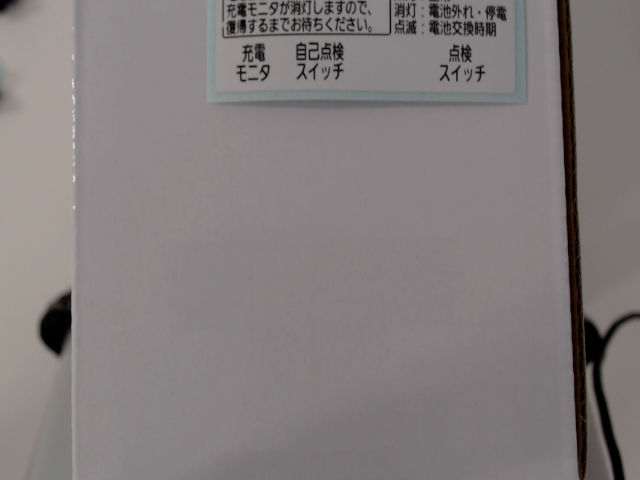 充電モニタが消灯しますので、
復帰するまでお待ちください。
消灯：電池外れ・停電
点滅：電池交換時期
充電
モニタ
自己点検
スイッチ
点検
スイッチ